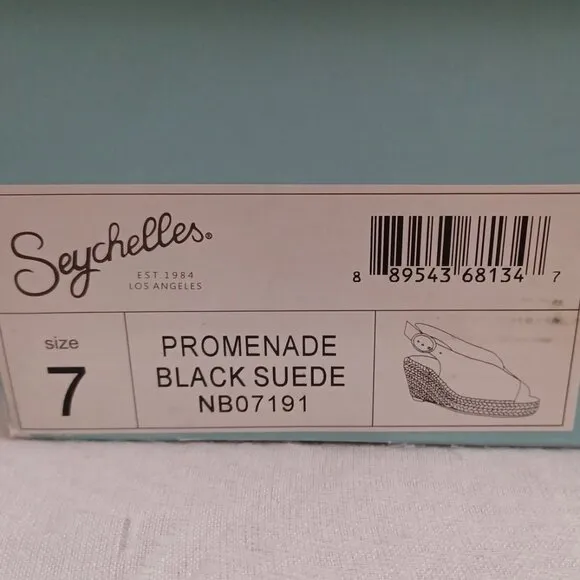 Seychelles®
EST 1984
LOS ANGELES
8 89543 68134 7
size
7
PROMENADE
BLACK SUEDE
NB07191